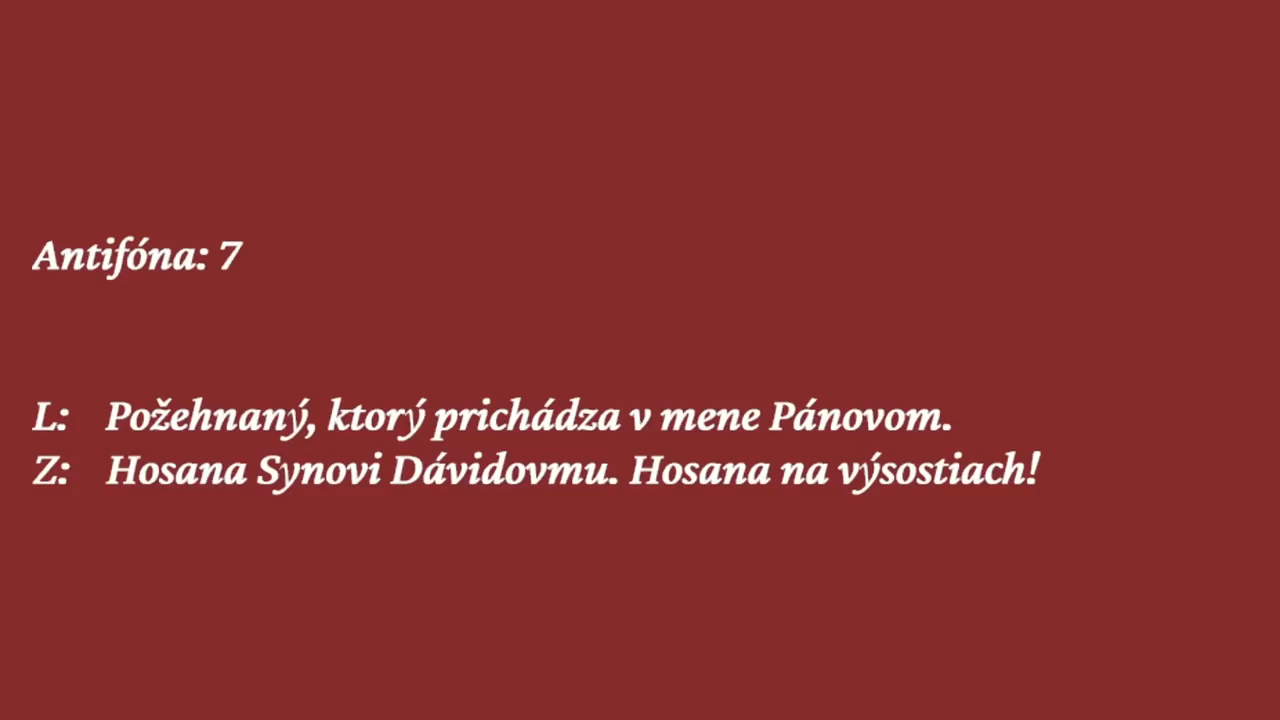 Antifóna: 7
L: Požehnaný, ktorý prichádza v mene Pánovom.
Z: Hosana Synovi Dávidovmu. Hosana na výsostiach!